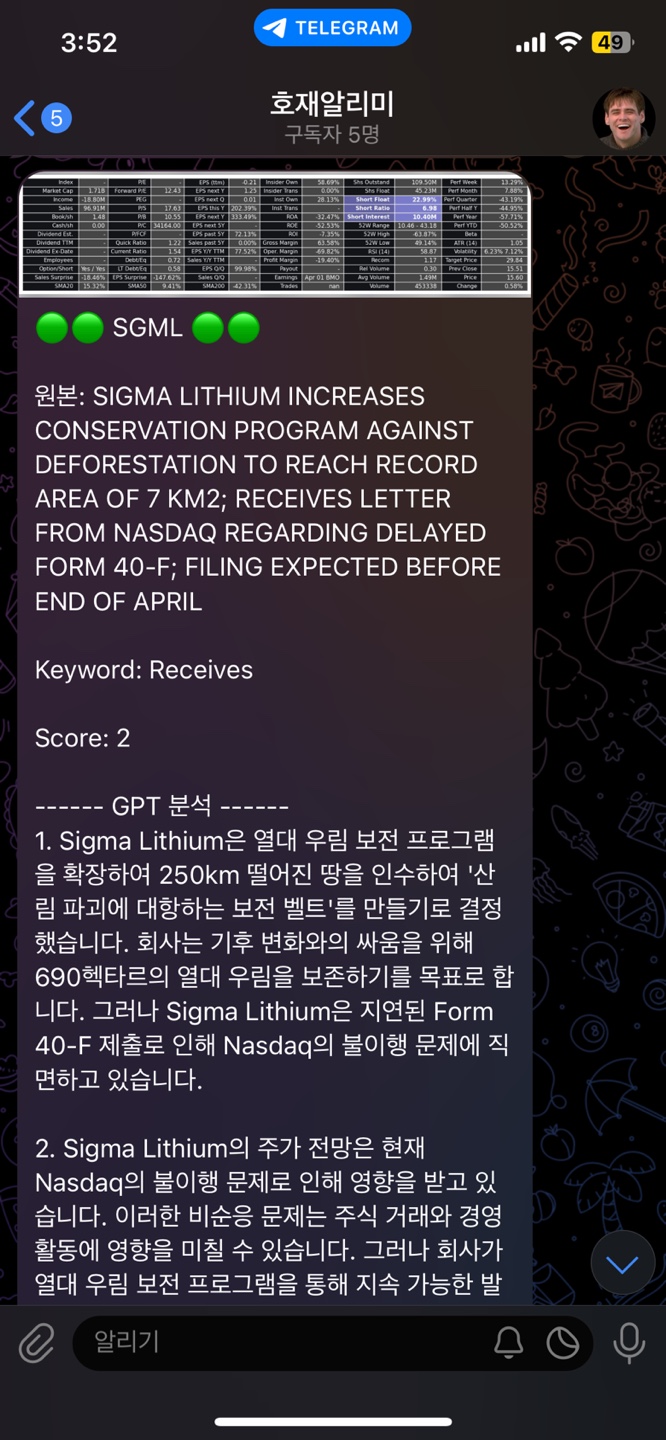 3:52
TELEGRAM
49
5
호재알리미
구독자 5명
Index - P/E - EPS (ttm) -0.21 Insider Own 58.69% Shs Outstand 109.50M Perf Week 13.29%
Market Cap 1.71B Forward P/E 12.43 EPS next Y 1.25 Insider Trans 0.00% Shs Float 45.23M Perf Month 7.88%
Income -18.80M PEG - EPS next Q 0.01 Inst Own 28.13% Short Float 22.99% Perf Quarter -43.19%
Sales 96.91M P/S 17.63 EPS this Y 202.39% Inst Trans - Short Ratio 6.98 Perf Half Y -44.95%
Book/sh 1.48 P/B 10.55 EPS next Y 333.49% ROA -32.47% Short Interest 10.40M Perf Year -57.71%
Cash/sh 0.00 P/C 34164.00 EPS next 5Y - ROE -52.53% 52W Range 10.46 - 43.18 Perf YTD -50.52%
Dividend Est. - P/FCF - EPS past 5Y 72.13% ROI -7.35% 52W High -63.87% Beta -
Dividend TTM - Quick Ratio 1.22 Sales past 5Y 0.00% Gross Margin 63.58% 52W Low 49.14% ATR (14) 1.05
Dividend Ex-Date - Current Ratio 1.54 EPS Y/Y TTM 77.52% Oper. Margin -69.82% RSI (14) 58.87 Volatility 6.23% 7.12%
Employees - Debt/Eq 0.72 Sales Y/Y TTM - Profit Margin -19.40% Recom 1.17 Target Price 29.84
Option/Short Yes / Yes LT Debt/Eq 0.58 EPS Q/Q 99.98% Payout - Rel Volume 0.30 Prev Close 15.51
Sales Surprise -18.46% EPS Surprise -147.62% Sales Q/Q - Earnings Apr 01 BMO Avg Volume 1.49M Price 15.60
SMA20 15.32% SMA50 9.41% SMA200 -42.31% Trades nan Volume 453338 Change 0.58%
SGML
원본: SIGMA LITHIUM INCREASES
CONSERVATION PROGRAM AGAINST
DEFORESTATION TO REACH RECORD
AREA OF 7 KM2; RECEIVES LETTER
FROM NASDAQ REGARDING DELAYED
FORM 40-F; FILING EXPECTED BEFORE
END OF APRIL
Keyword: Receives
Score: 2
------ GPT 분석 ------
1. Sigma Lithium은 열대 우림 보전 프로그램
을 확장하여 250km 떨어진 땅을 인수하여 '산
림 파괴에 대항하는 보전 벨트'를 만들기로 결정
했습니다. 회사는 기후 변화와의 싸움을 위해
690헥타르의 열대 우림을 보존하기를 목표로 합
니다. 그러나 Sigma Lithium은 지연된 Form
40-F 제출로 인해 Nasdaq의 불이행 문제에 직
면하고 있습니다.
2. Sigma Lithium의 주가 전망은 현재
Nasdaq의 불이행 문제로 인해 영향을 받고 있
습니다. 이러한 비순응 문제는 주식 거래와 경영
활동에 영향을 미칠 수 있습니다. 그러나 회사가
열대 우림 보전 프로그램을 통해 지속 가능한 발
알리기